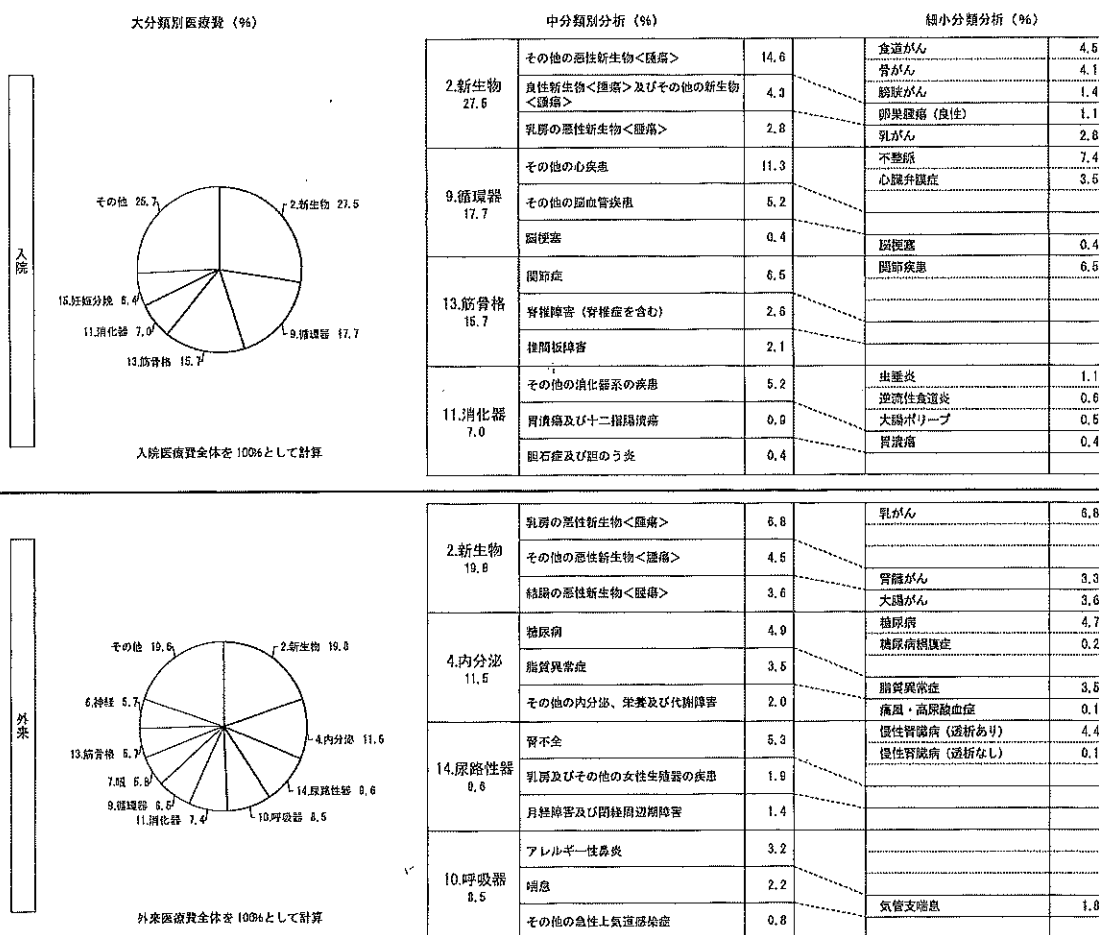 大分類別医療費（%）
中分類別分析（%）
細小分類分析（%）
入院
その他 25.7
2.新生物 27.5
15.妊娠分娩 6.4
11.消化器 7.0
13.筋骨格 15.7
9.循環器 17.7
入院医療費全体を100%として計算
2.新生物
27.5
その他の悪性新生物<腫瘍> 14.6
良性新生物<腫瘍>及びその他の新生物
<腫瘍> 4.3
乳房の悪性新生物<腫瘍> 2.8
食道がん 4.5
骨がん 4.1
膀胱がん 1.4
卵巣腫瘍（良性） 1.1
乳がん 2.8
9.循環器
17.7
その他の心疾患 11.3
その他の脳血管疾患 5.2
脳梗塞 0.4
不整脈 7.4
心臓弁膜症 3.5
脳梗塞 0.4
13.筋骨格
15.7
関節症 6.5
脊椎障害（脊椎症を含む） 2.6
椎間板障害 2.1
関節疾患 6.5
11.消化器
7.0
その他の消化器系の疾患 5.2
胃潰瘍及び十二指腸潰瘍
胆石症及び胆のう炎 0.4
虫垂炎 1.1
逆流性食道炎 0.6
大腸ポリープ 0.5
胃潰瘍 0.4
外来
その他 19.6
2.新生物 19.8
6.神経 5.7
4.内分泌 11.5
13.筋骨格 5.7
7.眼 5.8
14.尿路性器 9.6
9.循環器 6.5
11.消化器 7.4
10.呼吸器 8.5
外来医療費全体を100%として計算
2.新生物
19.8
乳房の悪性新生物<腫瘍> 6.8
その他の悪性新生物<腫瘍> 4.5
結腸の悪性新生物<腫瘍> 3.6
乳がん 6.8
腎臓がん 3.3
大腸がん 3.6
4.内分泌
11.5
糖尿病 4.9
脂質異常症 3.5
その他の内分泌、栄養及び代謝障害 2.0
糖尿病 4.7
糖尿病網膜症 0.2
脂質異常症 3.5
痛風・高尿酸血症 0.1
14.尿路性器
9.6
腎不全 5.3
乳房及びその他の女性生殖器の疾患 1.9
月経障害及び閉経周辺期障害 1.4
慢性腎臓病（透析あり） 4.4
慢性腎臓病（透析なし） 0.1
10.呼吸器
8.5
アレルギー性鼻炎 3.2
喘息 2.2
その他の急性上気道感染症 0.8
気管支喘息 1.8